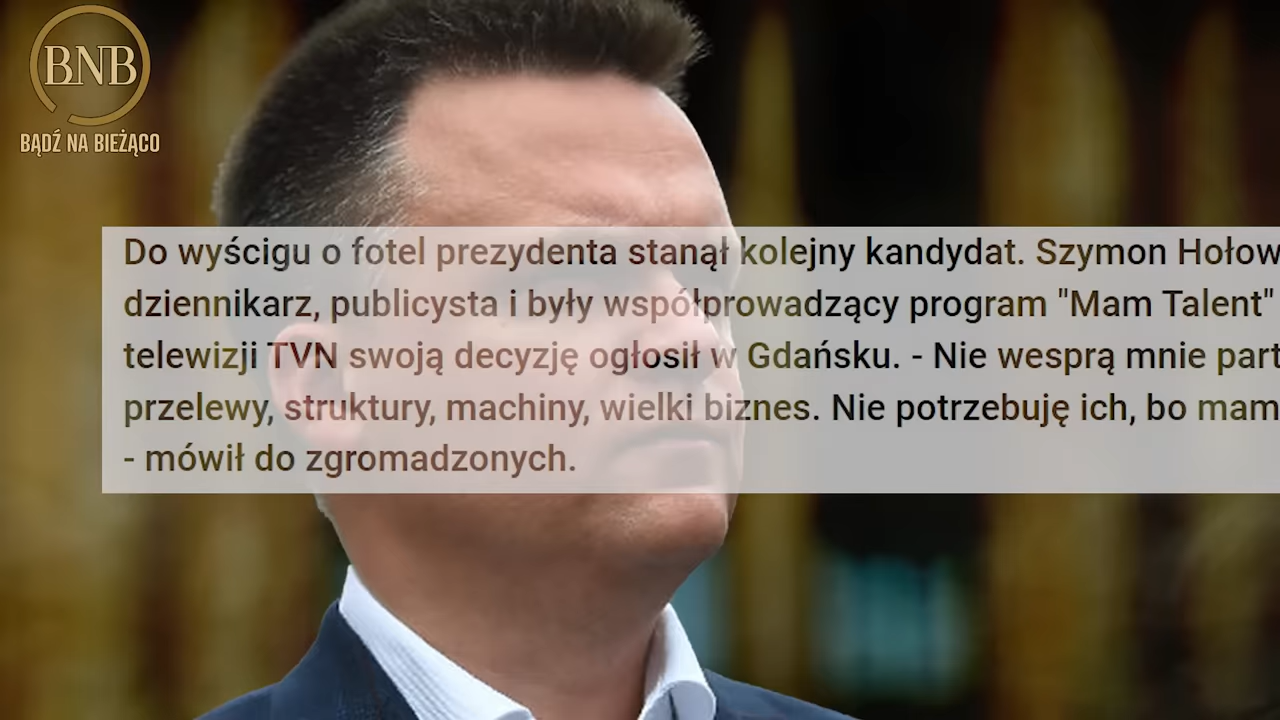 BNB
BĄDŹ NA BIEŻĄCO
Do wyścigu o fotel prezydenta stanął kolejny kandydat. Szymon Hołow
dziennikarz, publicysta i były współprowadzący program "Mam Talent"
telewizji TVN swoją decyzję ogłosił w Gdańsku. - Nie wesprą mnie part
przelewy, struktury, machiny, wielki biznes. Nie potrzebuję ich, bo mam
- mówił do zgromadzonych.